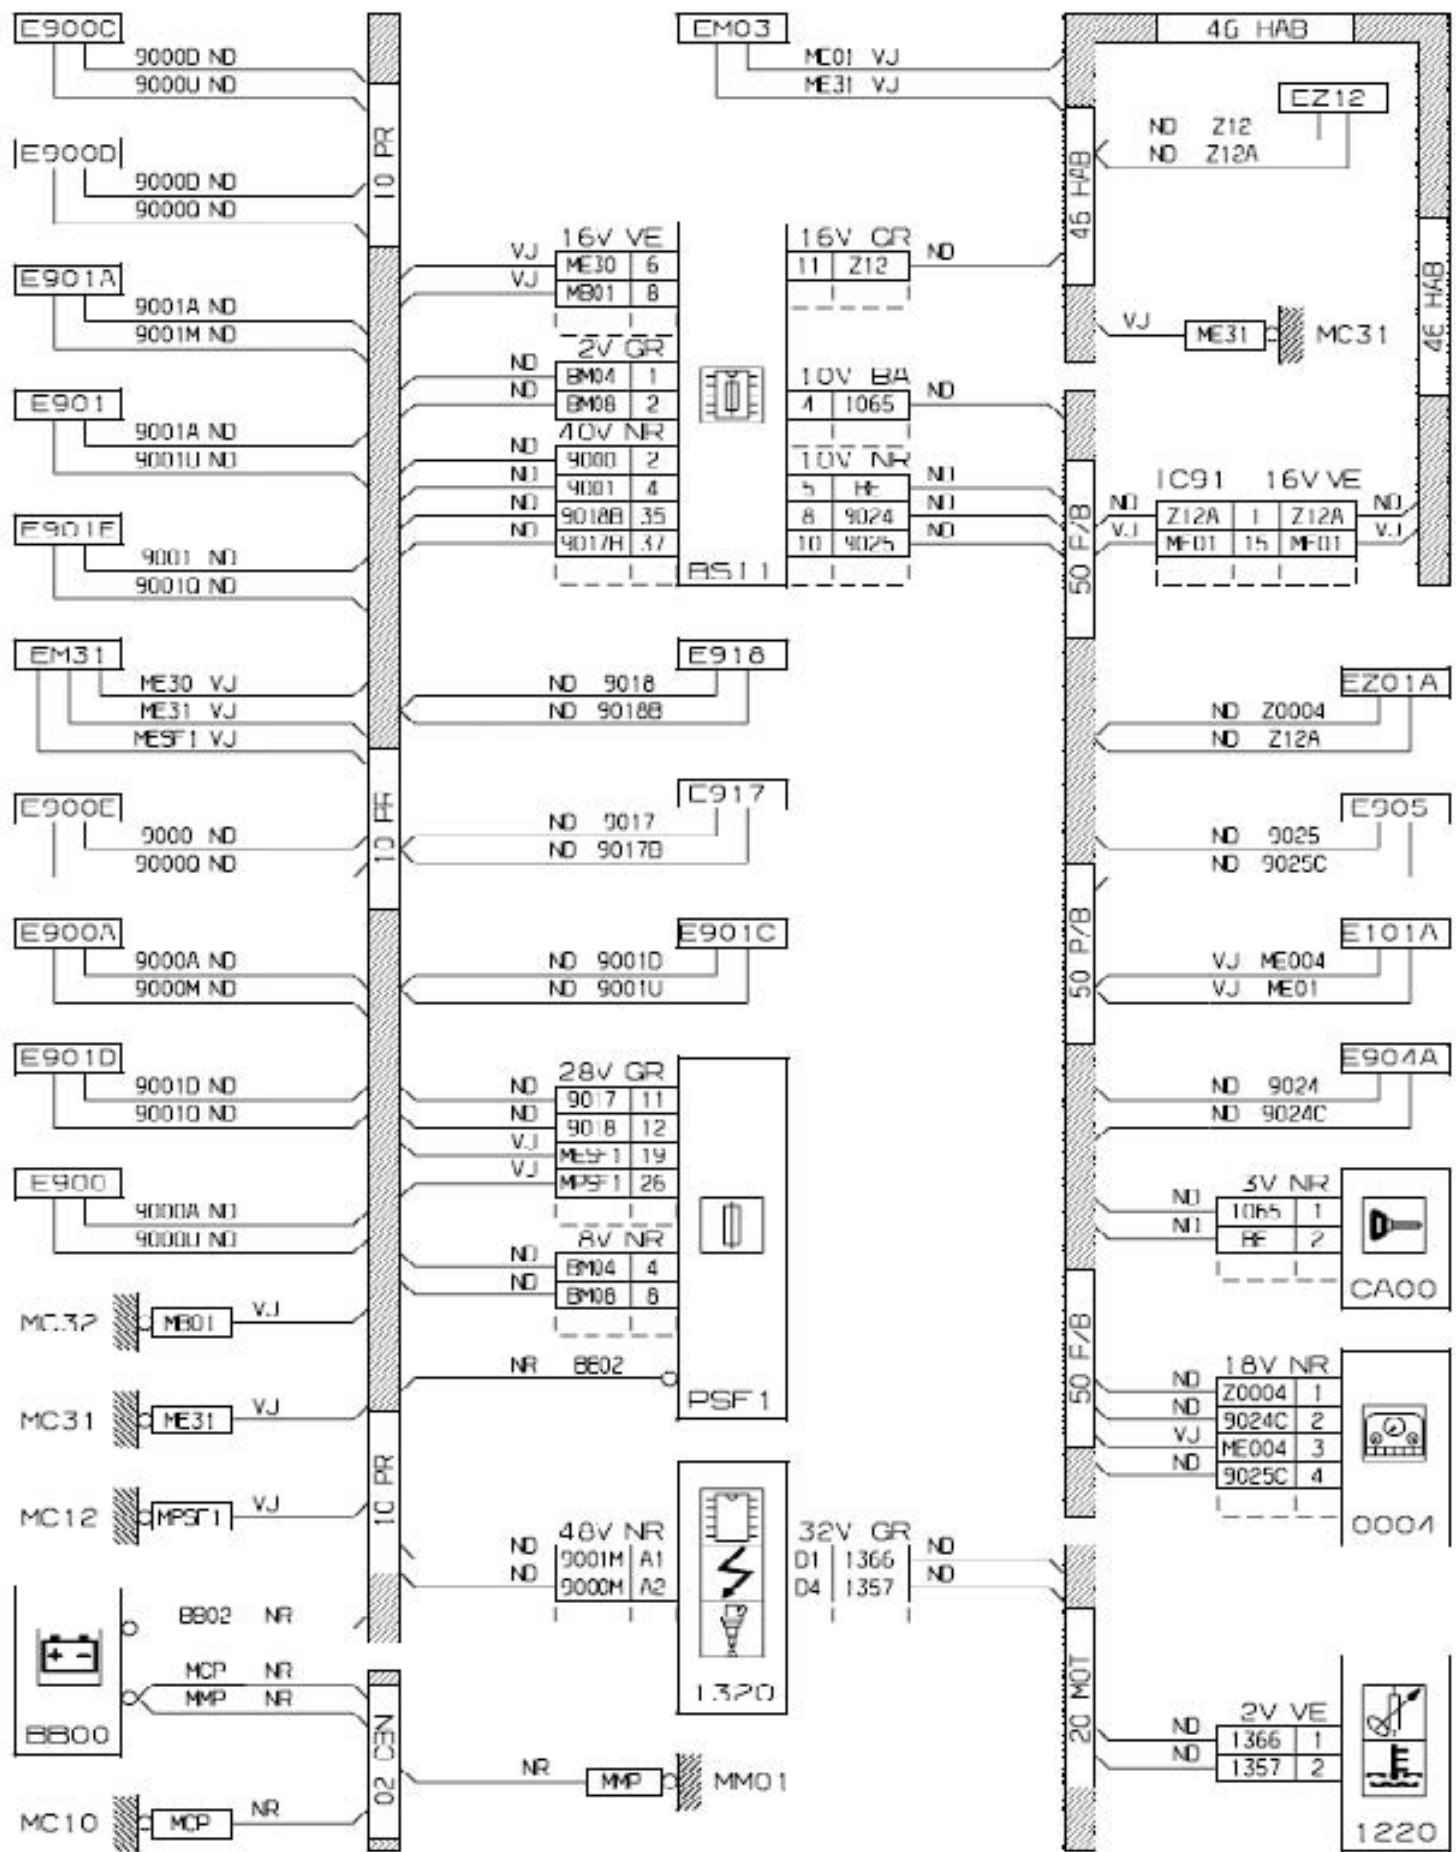 E900C
9000D ND
9000U ND
E900D
9000D ND
9000Q ND
E901A
9001A ND
9001M ND
E901
9001A ND
9001U ND
E901E
9001 ND
9001Q ND
EM31
ME30 VJ
ME31 VJ
MESF1 VJ
E900E
9000 ND
9000Q ND
E900A
9000A ND
9000M ND
E901D
9001D ND
9001Q ND
E900
9000A ND
9000U ND
MC32 MB01 VJ
MC31 ME31 VJ
MC12 MPSF1 VJ
BB02 NR
MCP NR
MMP NR
+ -
BB00
MC10 MCP NR
10 PR
10 PR
10 PR
02 CBN
EM03
ME01 VJ
ME31 VJ
16V VE
VJ ME30 6
VJ MB01 8
2V GR
ND BM04 1
ND BM08 2
40V NR
ND 9000 2
ND 9001 4
ND 9018B 35
ND 9017B 37
BSI1
16V GR
11 Z12 ND
10V BA
4 1065 ND
10V NR
5 BE ND
8 9024 ND
10 9025 ND
E918
ND 9018
ND 9018B
E917
ND 9017
ND 9017B
E901C
ND 9001D
ND 9001U
28V GR
ND 9017 11
ND 9018 12
VJ MESF1 19
VJ MPSF1 26
8V NR
ND BM04 4
ND BM08 8
NR BB02
PSF1
48V NR
ND 9001M A1
ND 9000M A2
1320
32V GR
D1 1366 ND
D4 1357 ND
NR MMP MM01
46 HAB
46 HAB
46 HAB
50 P/B
50 P/B
50 P/B
20 MOT
EZ12
ND Z12
ND Z12A
VJ ME31 MC31
IC91 16V VE
ND Z12A 1 Z12A ND
VJ ME01 15 ME01 VJ
EZ01A
ND Z0004
ND Z12A
E905
ND 9025
ND 9025C
E101A
VJ ME004
VJ ME01
E904A
ND 9024
ND 9024C
3V NR
ND 1065 1
ND BE 2
CA00
18V NR
ND Z0004 1
ND 9024C 2
VJ ME004 3
ND 9025C 4
0004
2V VE
ND 1366 1
ND 1357 2
1220